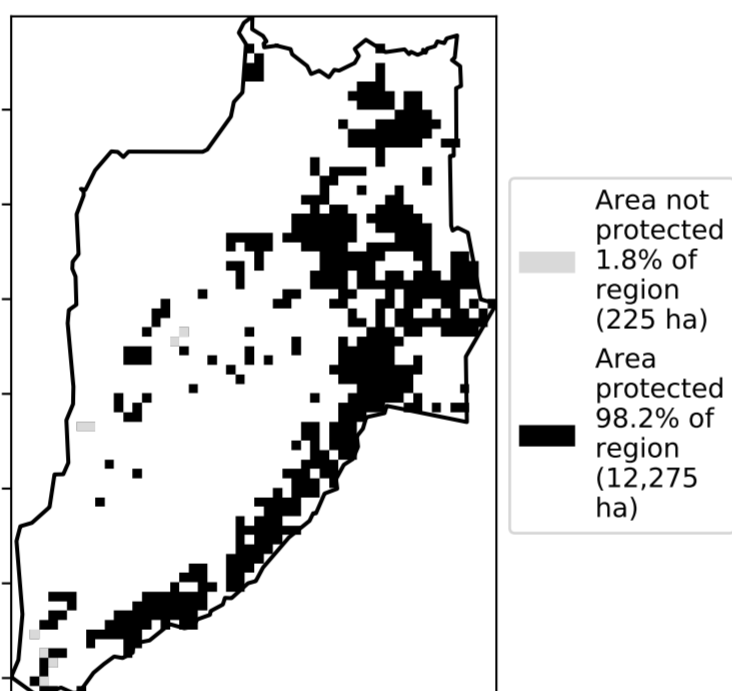 Area not
protected
1.8% of
region
(225 ha)
Area
protected
98.2% of
region
(12,275
ha)